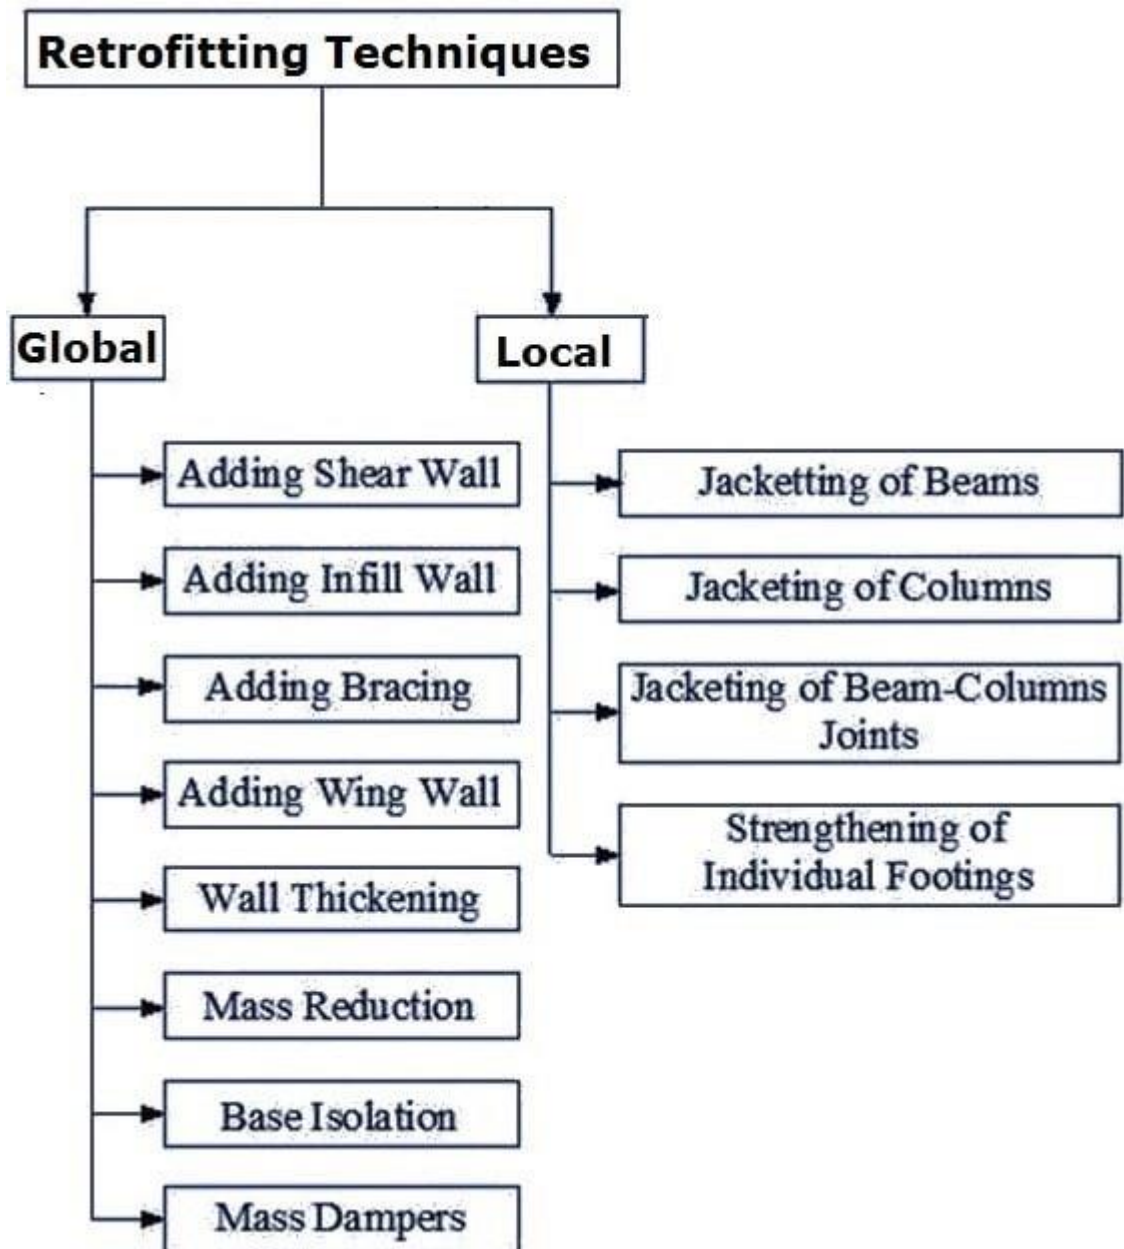 Retrofitting Techniques
Global
Local
Adding Shear Wall
Adding Infill Wall
Adding Bracing
Adding Wing Wall
Wall Thickening
Mass Reduction
Base Isolation
Mass Dampers
Jacketting of Beams
Jacketing of Columns
Jacketing of Beam-Columns
Joints
Strengthening of
Individual Footings